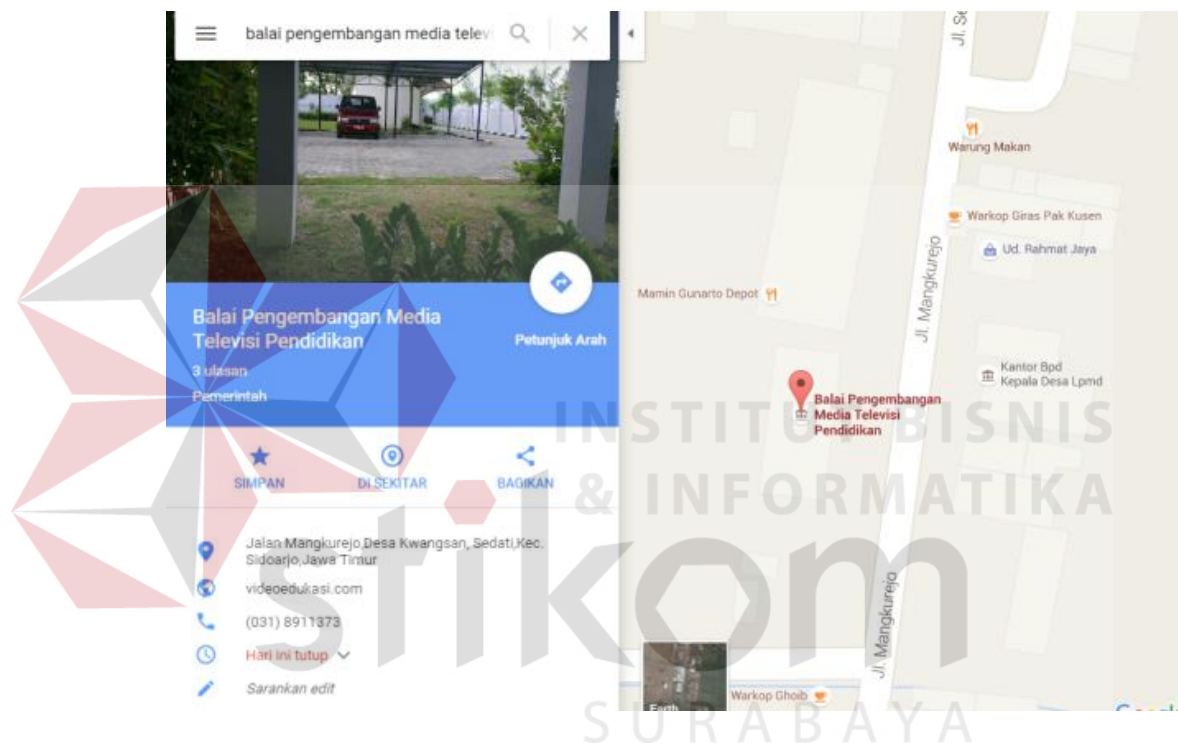 balai pengembangan media telev
Balai Pengembangan Media
Televisi Pendidikan
3 ulasan
Pemerintah
Petunjuk Arah
SIMPAN
DI SEKITAR
BAGIKAN
Jalan Mangkurejo,Desa Kwangsan, Sedati,Kec.
Sidoarjo,Jawa Timur
videoedukasi.com
(031) 8911373
Hari ini tutup
Sarankan edit
Jl. Se
Warung Makan
Warkop Giras Pak Kusen
Ud. Rahmat Jaya
Jl. Mangkurejo
Mamin Gunarto Depot
Kantor Bpd
Kepala Desa Lpmd
Balai Pengembangan
Media Televisi
Pendidikan
Jl. Mangkurejo
Earth
Warkop Ghoib
INSTITUT BISNIS
& INFORMATIKA
stikom
SURABAYA